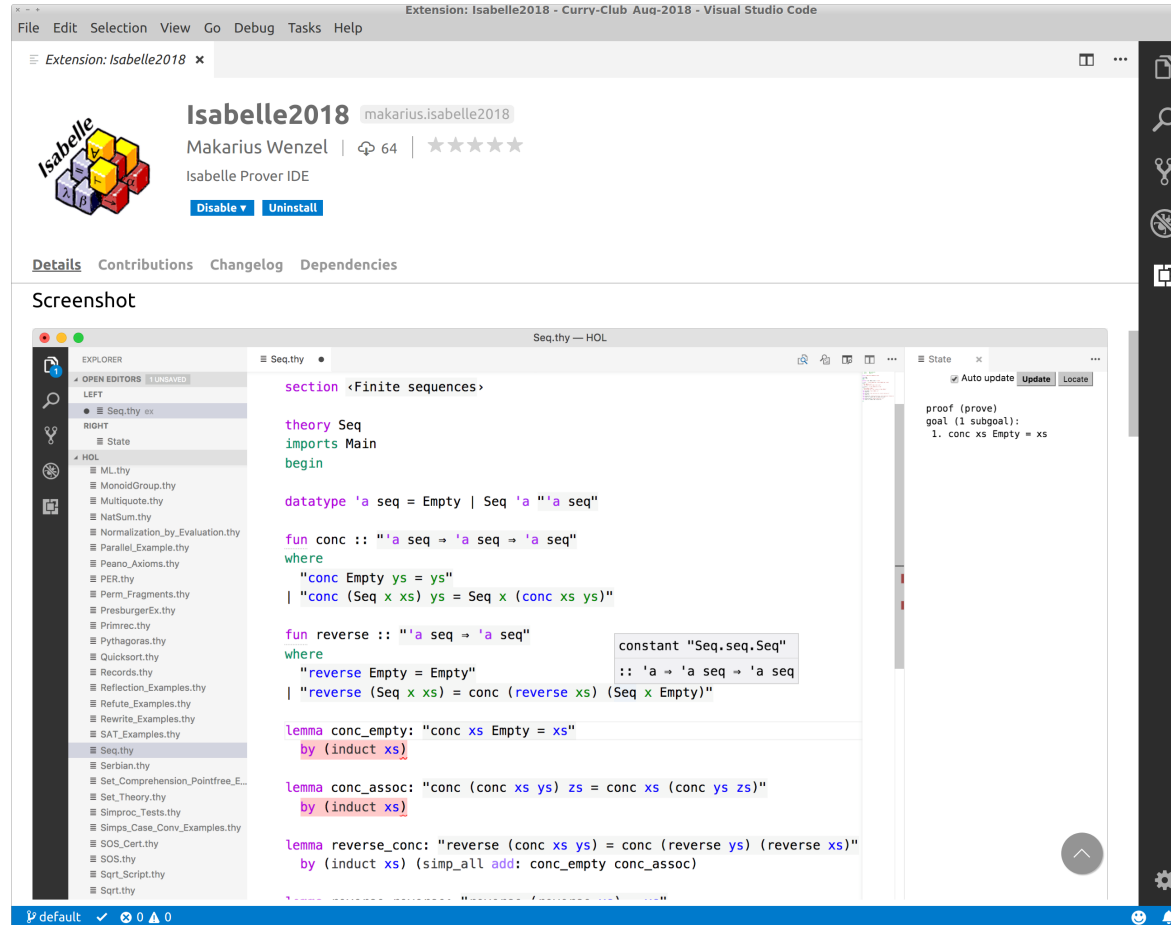 Extension: Isabelle2018 - Curry-Club_Aug-2018 - Visual Studio Code
File Edit Selection View Go Debug Tasks Help
Extension: Isabelle2018
Isabelle
Isabelle2018 makarius.isabelle2018
Makarius Wenzel | 64
Isabelle Prover IDE
Disable ▾ Uninstall
∀
=
⊢
α
λ
β
→
Details Contributions Changelog Dependencies
Screenshot
Seq.thy — HOL
EXPLORER
1
OPEN EDITORS 1 UNSAVED
LEFT
Seq.thy ex
RIGHT
State
HOL
ML.thy
MonoidGroup.thy
Multiquote.thy
NatSum.thy
Normalization_by_Evaluation.thy
Parallel_Example.thy
Peano_Axioms.thy
PER.thy
Perm_Fragments.thy
PresburgerEx.thy
Primrec.thy
Pythagoras.thy
Quicksort.thy
Records.thy
Reflection_Examples.thy
Refute_Examples.thy
Rewrite_Examples.thy
SAT_Examples.thy
Seq.thy
Serbian.thy
Set_Comprehension_Pointfree_E...
Set_Theory.thy
Simproc_Tests.thy
Simps_Case_Conv_Examples.thy
SOS_Cert.thy
SOS.thy
Sqrt_Script.thy
Sqrt.thy
Seq.thy
section ‹Finite sequences›
theory Seq
imports Main
begin
datatype 'a seq = Empty | Seq 'a "'a seq"
fun conc :: "'a seq ⇒ 'a seq ⇒ 'a seq"
where
"conc Empty ys = ys"
| "conc (Seq x xs) ys = Seq x (conc xs ys)"
fun reverse :: "'a seq ⇒ 'a seq"
where
"reverse Empty = Empty"
| "reverse (Seq x xs) = conc (reverse xs) (Seq x Empty)"
constant "Seq.seq.Seq"
:: 'a ⇒ 'a seq ⇒ 'a seq
lemma conc_empty: "conc xs Empty = xs"
by (induct xs)
lemma conc_assoc: "conc (conc xs ys) zs = conc xs (conc ys zs)"
by (induct xs)
lemma reverse_conc: "reverse (conc xs ys) = conc (reverse ys) (reverse xs)"
by (induct xs) (simp_all add: conc_empty conc_assoc)
State
Auto update Update Locate
proof (prove)
goal (1 subgoal):
1. conc xs Empty = xs
default 0 0